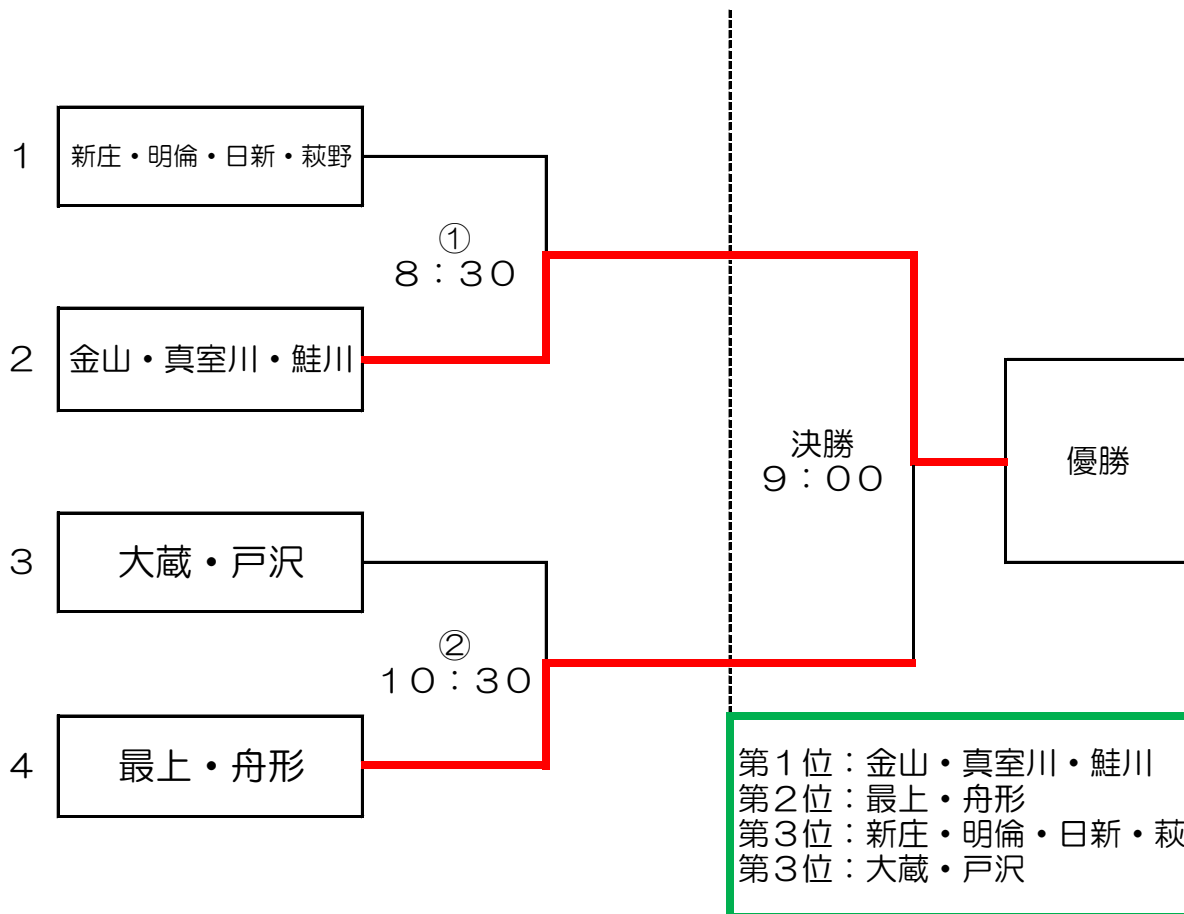 1
新庄・明倫・日新・萩野
①
8：30
2
金山・真室川・鮭川
決勝
9：00
優勝
3
大蔵・戸沢
②
10：30
4
最上・舟形
第1位：金山・真室川・鮭川
第2位：最上・舟形
第3位：新庄・明倫・日新・萩
第3位：大蔵・戸沢